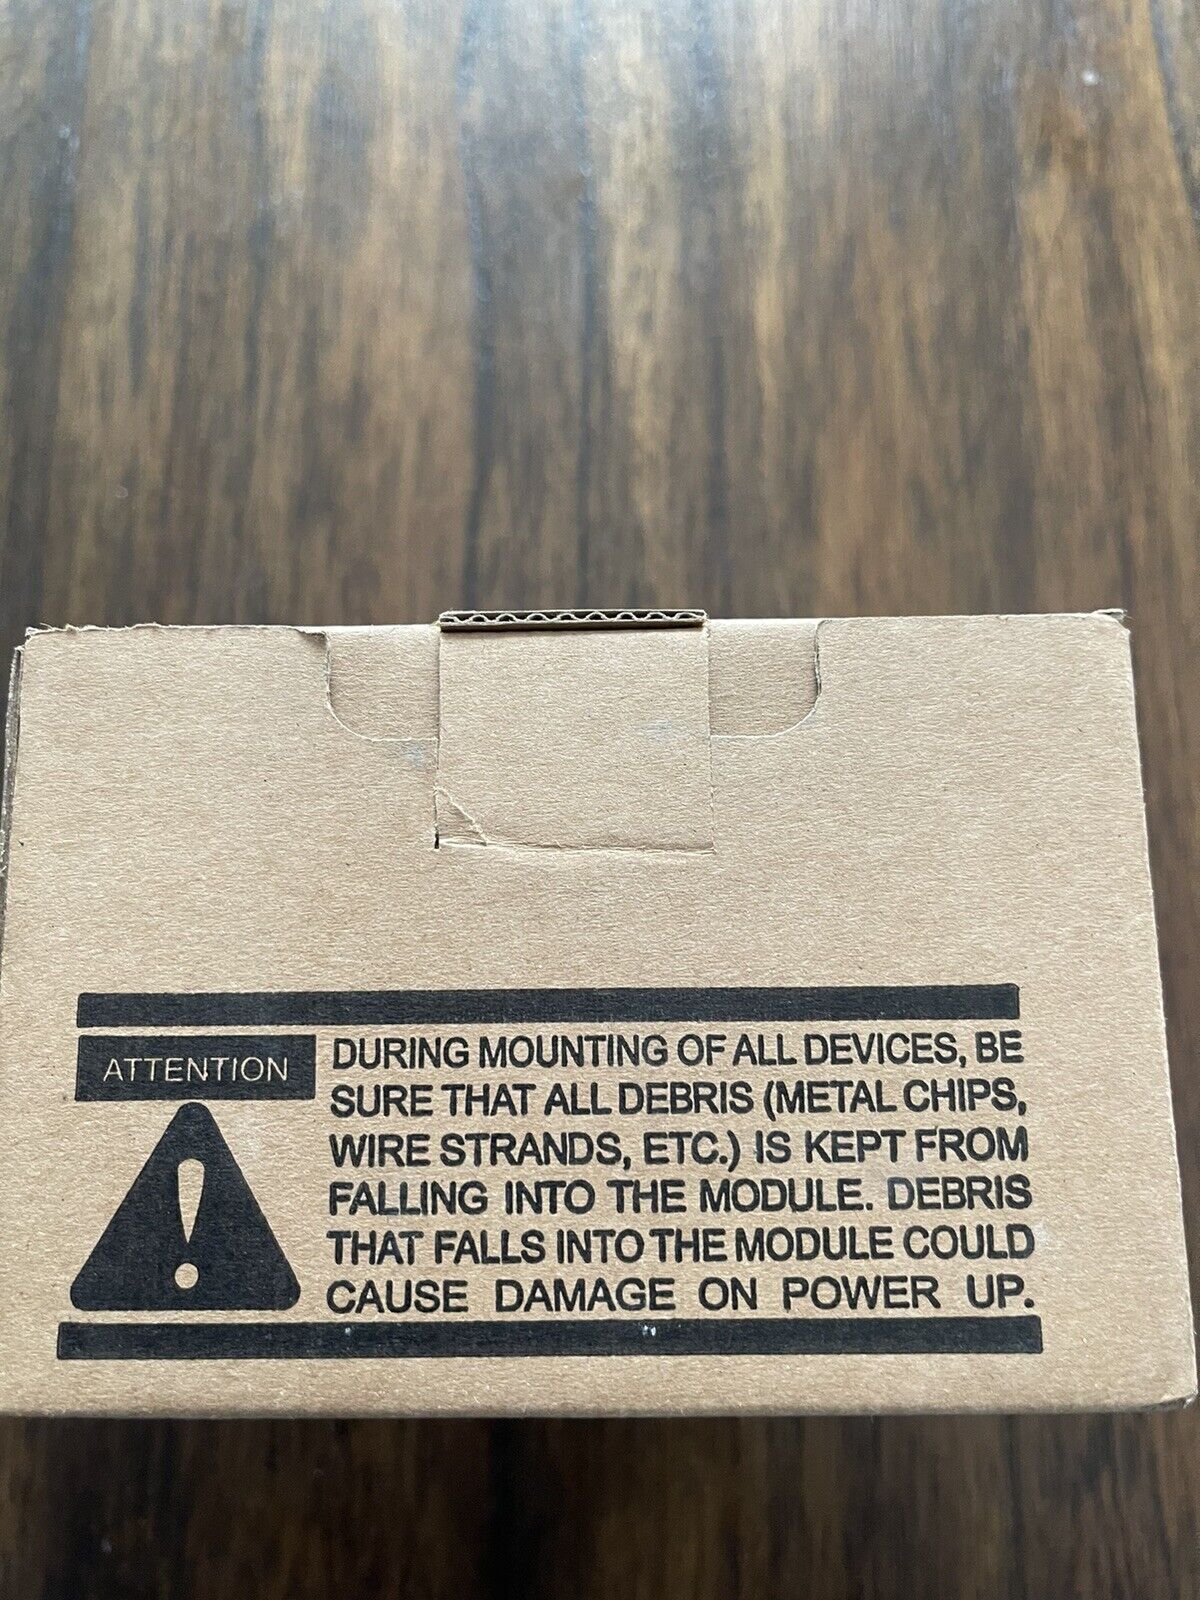 ATTENTION
DURING MOUNTING OF ALL DEVICES, BE
SURE THAT ALL DEBRIS (METAL CHIPS,
WIRE STRANDS, ETC.) IS KEPT FROM
FALLING INTO THE MODULE. DEBRIS
THAT FALLS INTO THE MODULE COULD
CAUSE DAMAGE ON POWER UP.